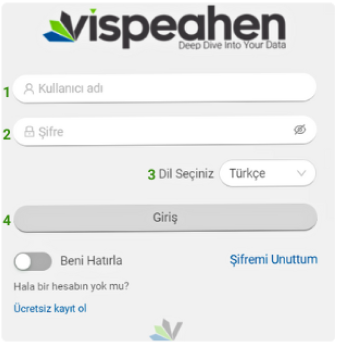 vispeahen
Deep Dive Into Your Data
1 Kullanıcı adı
2 Şifre
3 Dil Seçiniz Türkçe
4 Giriş
Beni Hatırla Şifremi Unuttum
Hala bir hesabın yok mu?
Ücretsiz kayıt ol